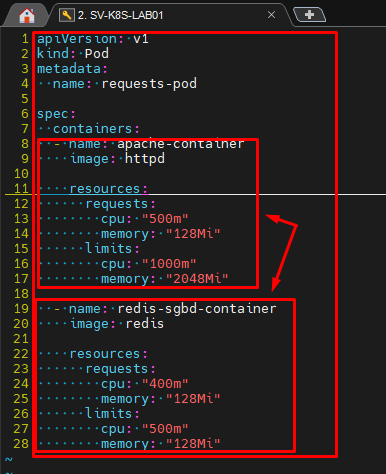 2. SV-K8S-LAB01
1 apiVersion: v1
2 kind: Pod
3 metadata:
4   name: requests-pod
5
6 spec:
7   containers:
8   - name: apache-container
9     image: httpd
10
11     resources:
12       requests:
13         cpu: "500m"
14         memory: "128Mi"
15       limits:
16         cpu: "1000m"
17         memory: "2048Mi"
18
19   - name: redis-sgbd-container
20     image: redis
21
22     resources:
23       requests:
24         cpu: "400m"
25         memory: "128Mi"
26       limits:
27         cpu: "500m"
28         memory: "128Mi"
~
~